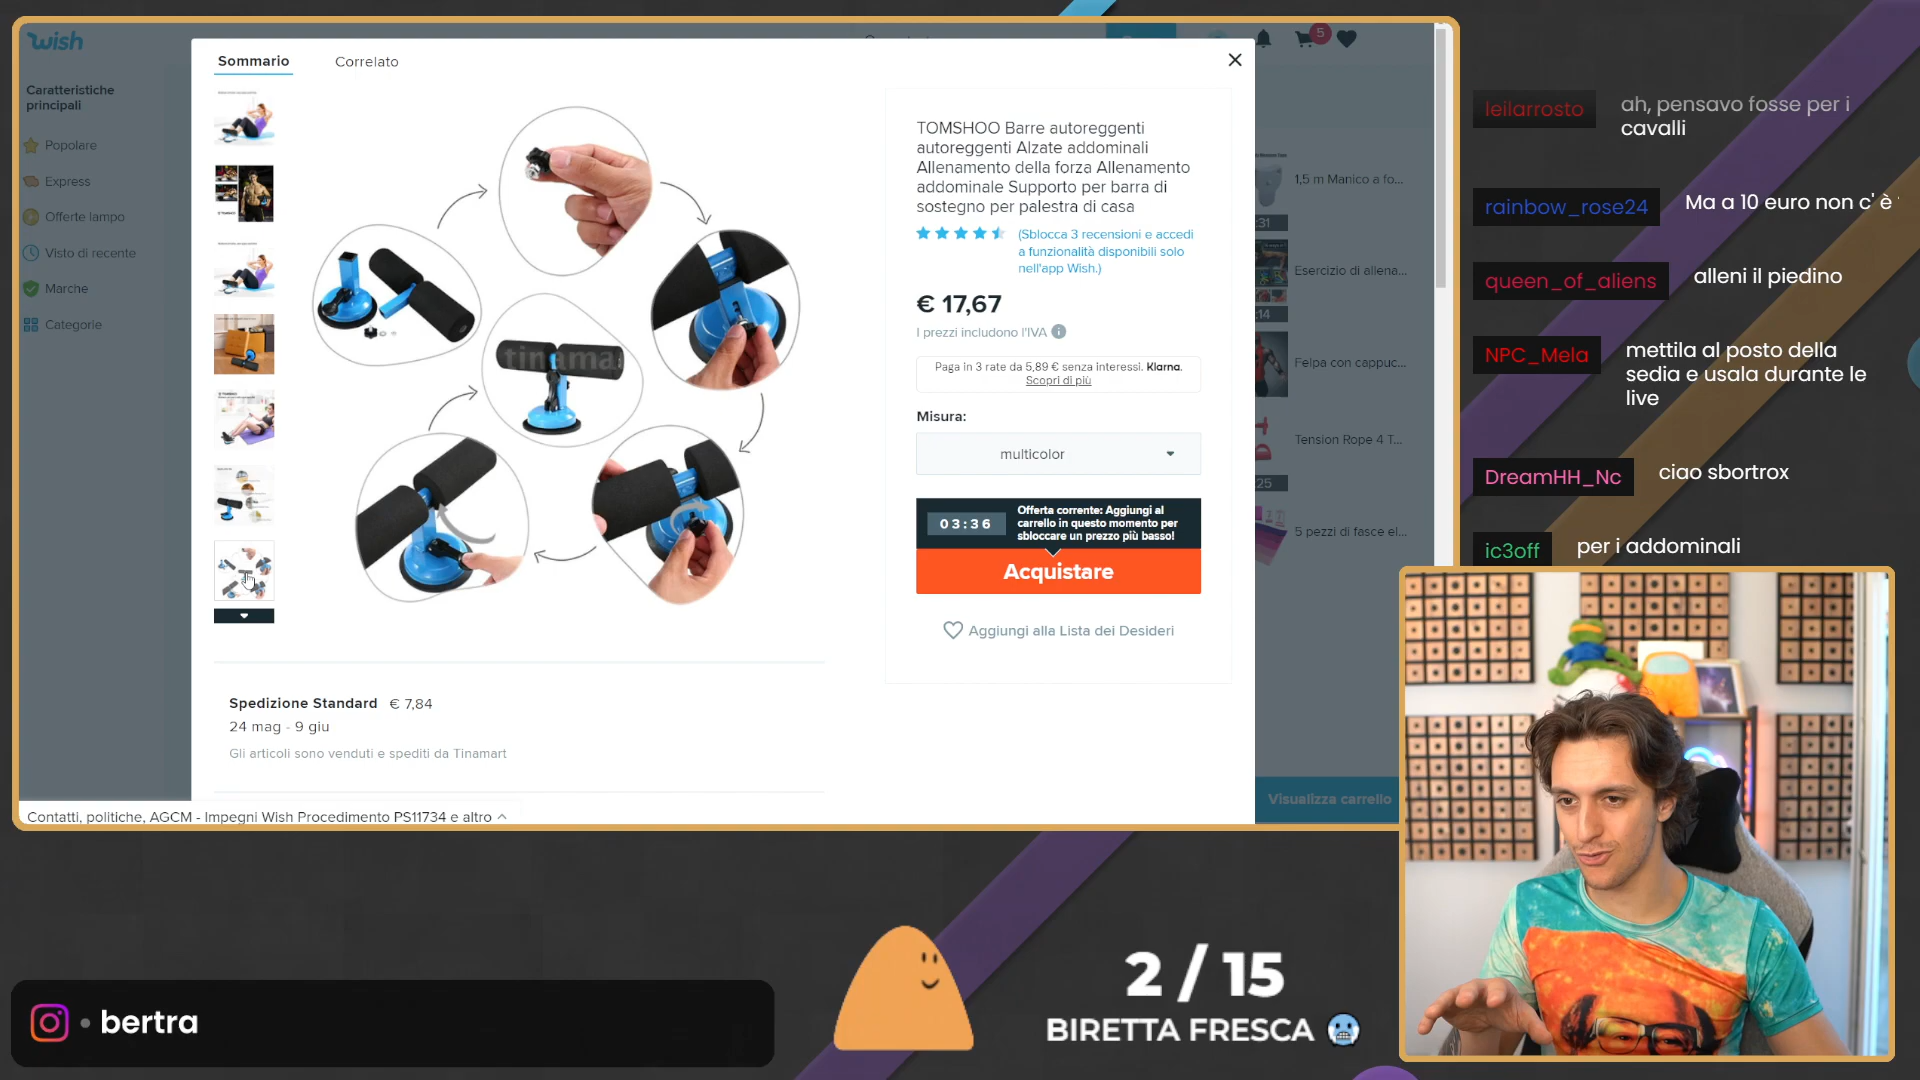 wish
Caratteristiche
principali
Popolare
Express
Offerte lampo
Visto di recente
Marche
Categorie
Sommario
Correlato
TOMSHOO Barre autoreggenti
autoreggenti Alzate addominali
Allenamento della forza Allenamento
addominale Supporto per barra di
sostegno per palestra di casa
(Sblocca 3 recensioni e accedi
a funzionalità disponibili solo
nell'app Wish.)
€ 17,67
I prezzi includono l'IVA
Paga in 3 rate da 5,89 € senza interessi. Klarna.
Scopri di più
Misura:
multicolor
03:36
Offerta corrente: Aggiungi al
carrello in questo momento per
sbloccare un prezzo più basso!
Acquistare
Aggiungi alla Lista dei Desideri
tinama
Spedizione Standard € 7,84
24 mag - 9 giu
Gli articoli sono venduti e spediti da Tinamart
Contatti, politiche, AGCM - Impegni Wish Procedimento PS11734 e altro
5
1,5 m Manico a fo...
:31
Esercizio di allena...
:14
Felpa con cappuc...
Tension Rope 4 T...
:25
5 pezzi di fasce el...
Visualizza carrello
leilarrosto ah, pensavo fosse per i
cavalli
rainbow_rose24 Ma a 10 euro non c'è
queen_of_aliens alleni il piedino
NPC_Mela mettila al posto della
sedia e usala durante le
live
DreamHH_Nc ciao sbortrox
ic3off per i addominali
bertra
2 / 15
BIRETTA FRESCA